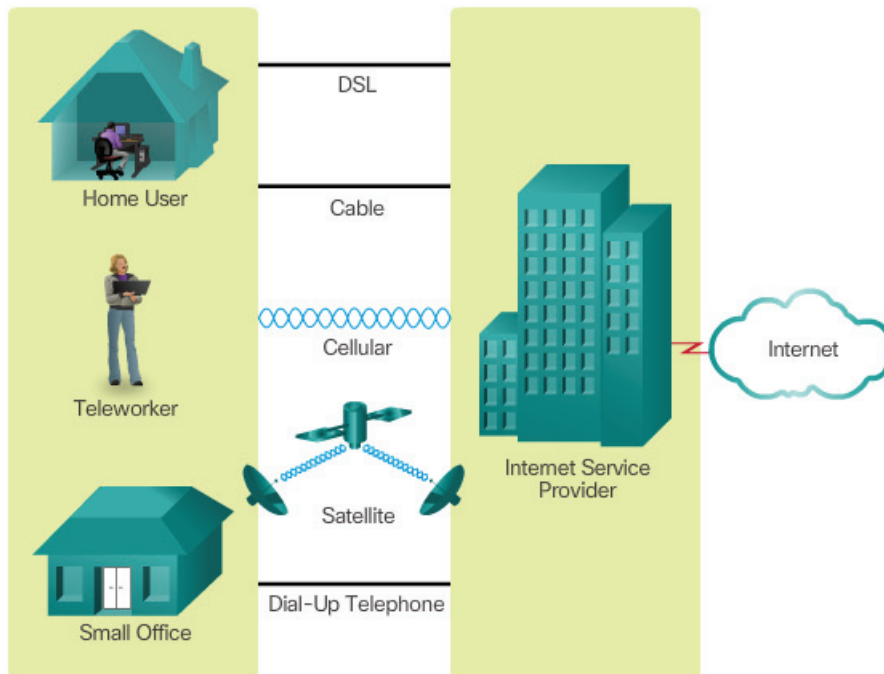 DSL
Home User
Cable
Cellular
Teleworker
Internet
Internet Service
Provider
Satellite
Dial-Up Telephone
Small Office